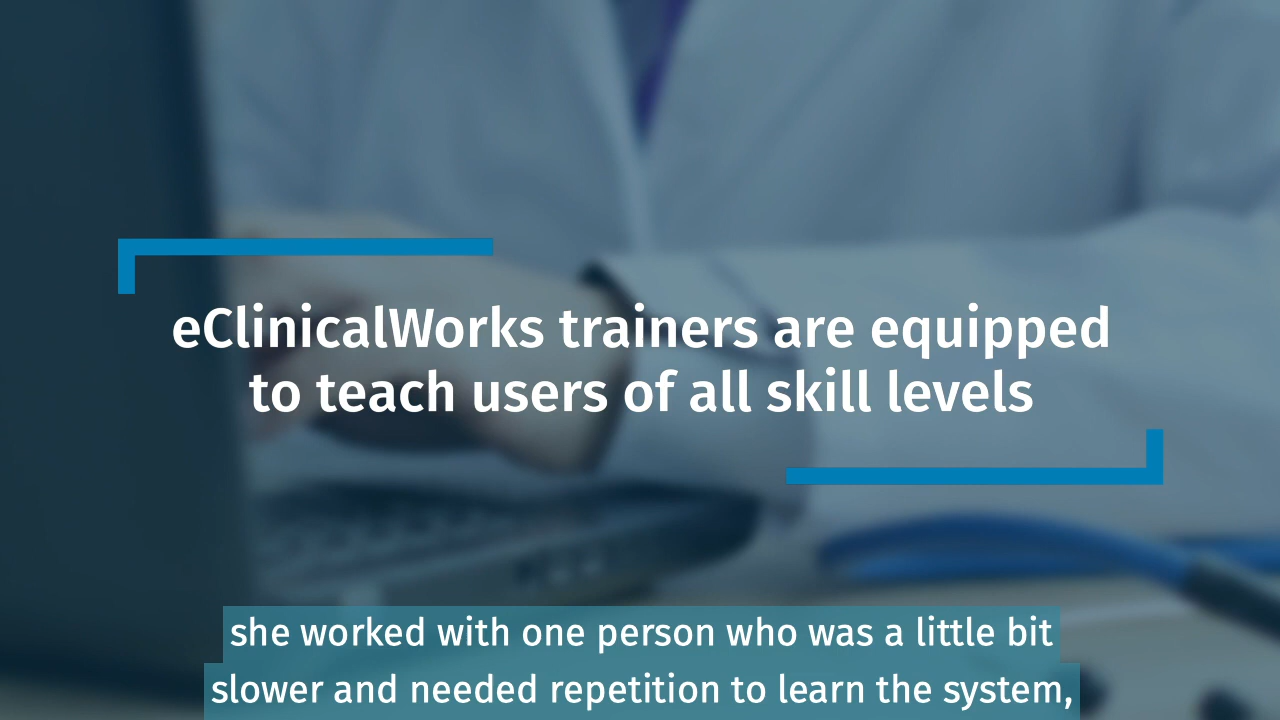 eClinicalWorks trainers are equipped
to teach users of all skill levels
she worked with one person who was a little bit
slower and needed repetition to learn the system,